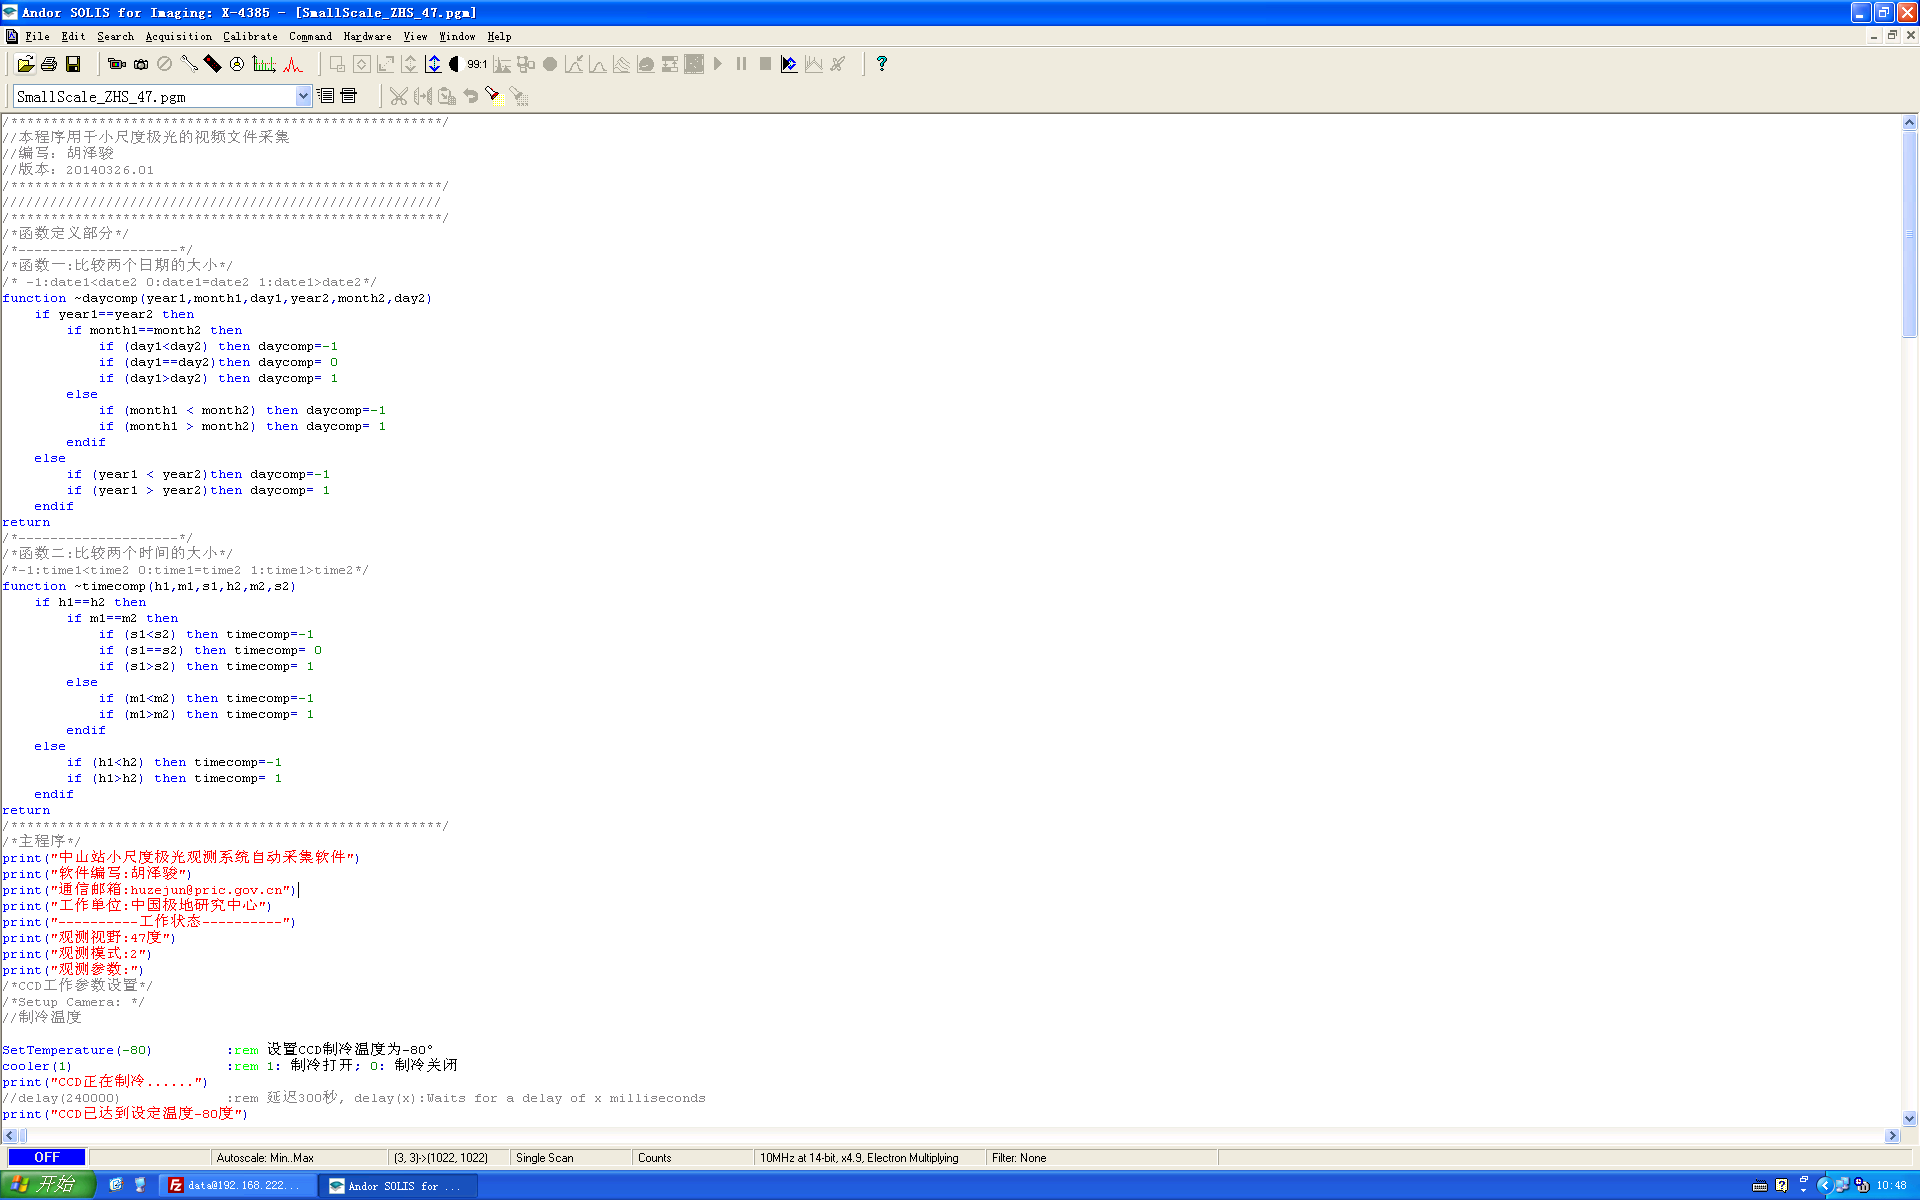 Andor SOLIS for Imaging: X-4385 - [SmallScale_ZHS_47.pgm]
File Edit Search Acquisition Calibrate Command Hardware View Window Help
99:1
SmallScale_ZHS_47.pgm
/******************************************************/
//本程序用于小尺度极光的视频文件采集
//编写: 胡泽骏
//版本: 20140326.01
/******************************************************/
///////////////////////////////////////////////////////
/******************************************************/
/*函数定义部分*/
/*--------------------*/
/*函数一:比较两个日期的大小*/
/* -1:date1<date2 0:date1=date2 1:date1>date2*/
function ~daycomp(year1,month1,day1,year2,month2,day2)
    if year1==year2 then
        if month1==month2 then
            if (day1<day2) then daycomp=-1
            if (day1==day2)then daycomp= 0
            if (day1>day2) then daycomp= 1
        else
            if (month1 < month2) then daycomp=-1
            if (month1 > month2) then daycomp= 1
        endif
    else
        if (year1 < year2)then daycomp=-1
        if (year1 > year2)then daycomp= 1
    endif
return
/*--------------------*/
/*函数二:比较两个时间的大小*/
/*-1:time1<time2 0:time1=time2 1:time1>time2*/
function ~timecomp(h1,m1,s1,h2,m2,s2)
    if h1==h2 then
        if m1==m2 then
            if (s1<s2) then timecomp=-1
            if (s1==s2) then timecomp= 0
            if (s1>s2) then timecomp= 1
        else
            if (m1<m2) then timecomp=-1
            if (m1>m2) then timecomp= 1
        endif
    else
        if (h1<h2) then timecomp=-1
        if (h1>h2) then timecomp= 1
    endif
return
/******************************************************/
/*主程序*/
print("中山站小尺度极光观测系统自动采集软件")
print("软件编写:胡泽骏")
print("通信邮箱:huzejun@pric.gov.cn")
print("工作单位:中国极地研究中心")
print("----------工作状态----------")
print("观测视野:47度")
print("观测模式:2")
print("观测参数:")
/*CCD工作参数设置*/
/*Setup Camera: */
//制冷温度
SetTemperature(-80)          :rem 设置CCD制冷温度为-80°
cooler(1)                    :rem 1: 制冷打开; 0: 制冷关闭
print("CCD正在制冷......")
//delay(240000)              :rem 延迟300秒, delay(x):Waits for a delay of x milliseconds
print("CCD已达到设定温度-80度")
OFF Autoscale: Min..Max (3, 3)->(1022, 1022) Single Scan Counts 10MHz at 14-bit, x4.9, Electron Multiplying Filter: None
开始 data@192.168.222... Andor SOLIS for ... 10:48